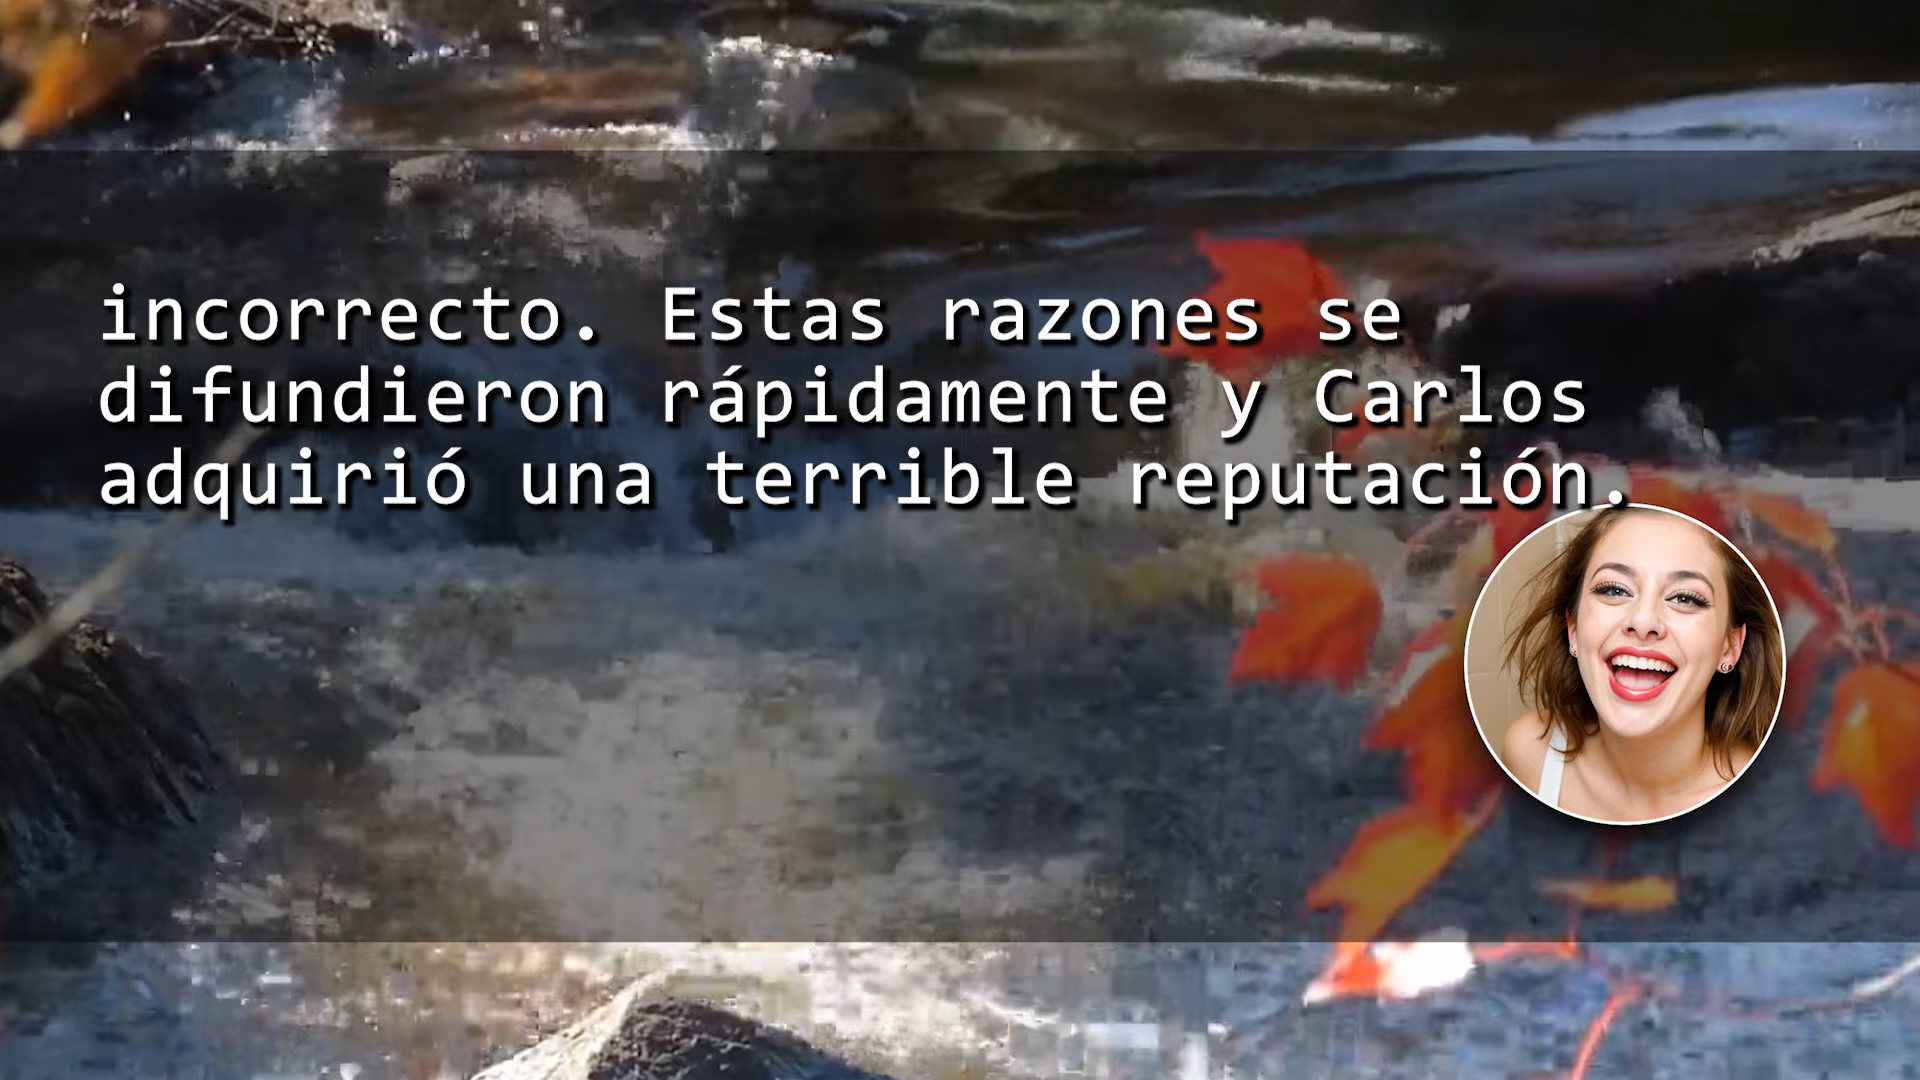 incorrecto. Estas razones se
difundieron rápidamente y Carlos
adquirió una terrible reputación.